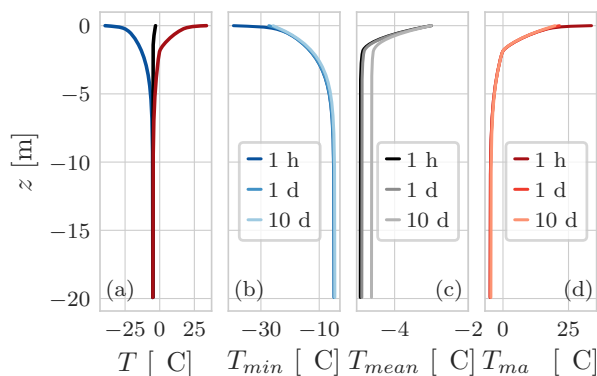 0
−5
−10
−15
−20
z [m]
(a)
−25 0 25
T [ C]
1 h
1 d
10 d
(b)
−30 −10
T_min [ C]
1 h
1 d
10 d
(c)
−4 −2
T_mean [ C]
1 h
1 d
10 d
(d)
0 25
T_ma [ C]